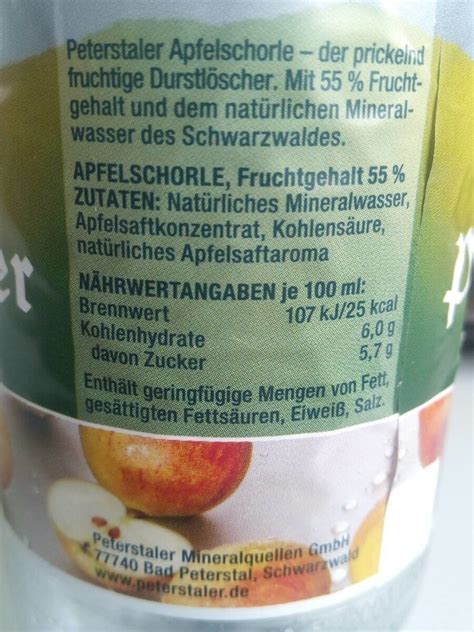 Peterstaler Apfelschorle – der prickelnd
fruchtige Durstlöscher. Mit 55 % Frucht-
gehalt und dem natürlichen Mineral-
wasser des Schwarzwaldes.
APFELSCHORLE, Fruchtgehalt 55 %
ZUTATEN: Natürliches Mineralwasser,
Apfelsaftkonzentrat, Kohlensäure,
natürliches Apfelsaftaroma
NÄHRWERTANGABEN je 100 ml:
Brennwert 107 kJ/25 kcal
Kohlenhydrate 6,0 g
davon Zucker 5,7 g
Enthält geringfügige Mengen von Fett,
gesättigten Fettsäuren, Eiweiß, Salz.
Peterstaler Mineralquellen GmbH
77740 Bad Peterstal, Schwarzwald
www.peterstaler.de